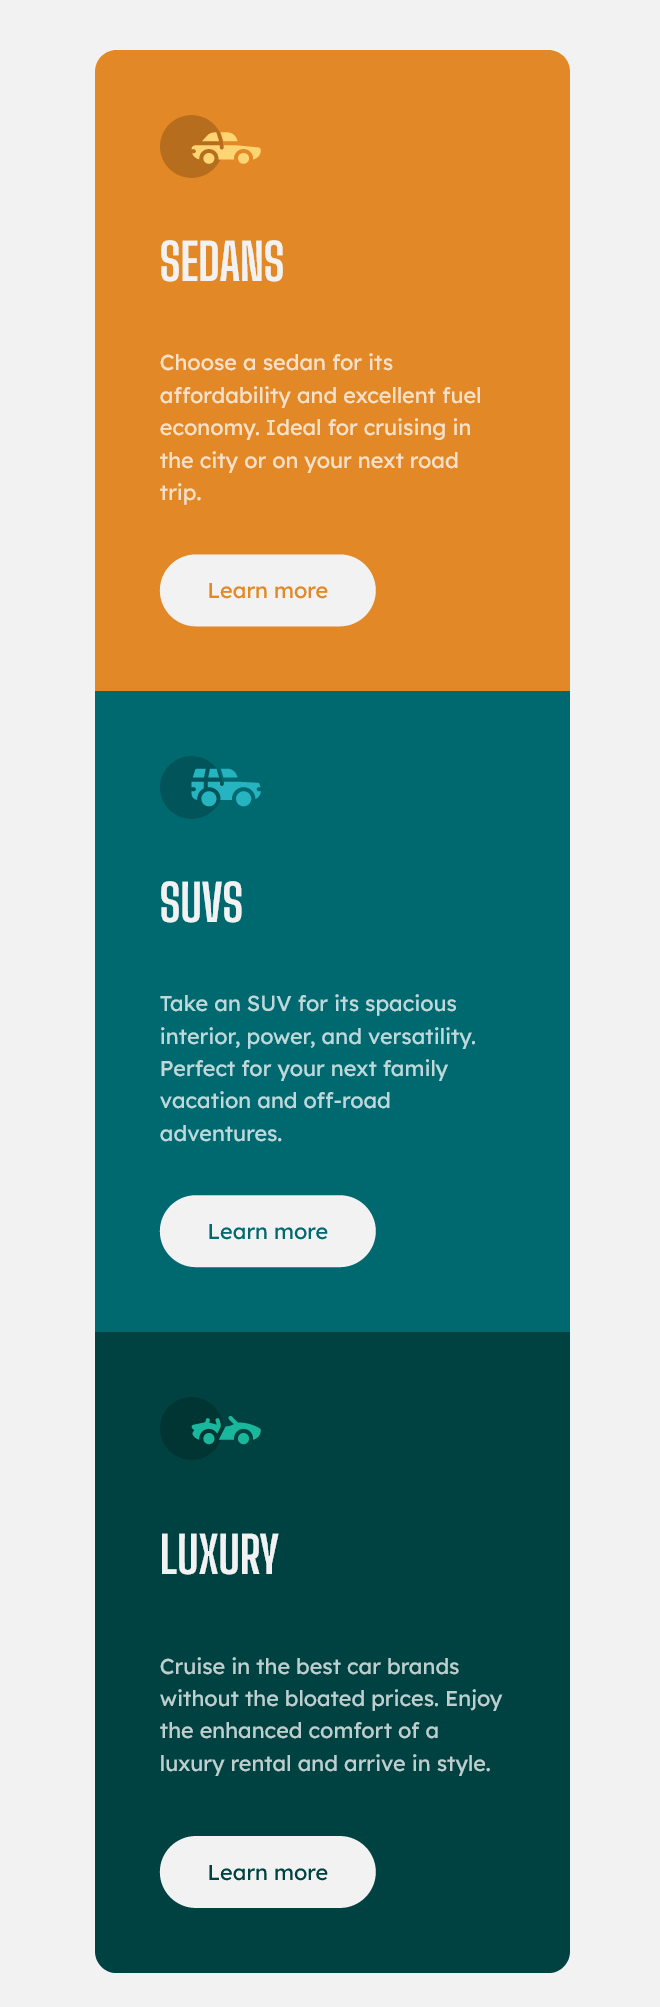 SEDANS
Choose a sedan for its
affordability and excellent fuel
economy. Ideal for cruising in
the city or on your next road
trip.
Learn more
SUVS
Take an SUV for its spacious
interior, power, and versatility.
Perfect for your next family
vacation and off-road
adventures.
Learn more
LUXURY
Cruise in the best car brands
without the bloated prices. Enjoy
the enhanced comfort of a
luxury rental and arrive in style.
Learn more